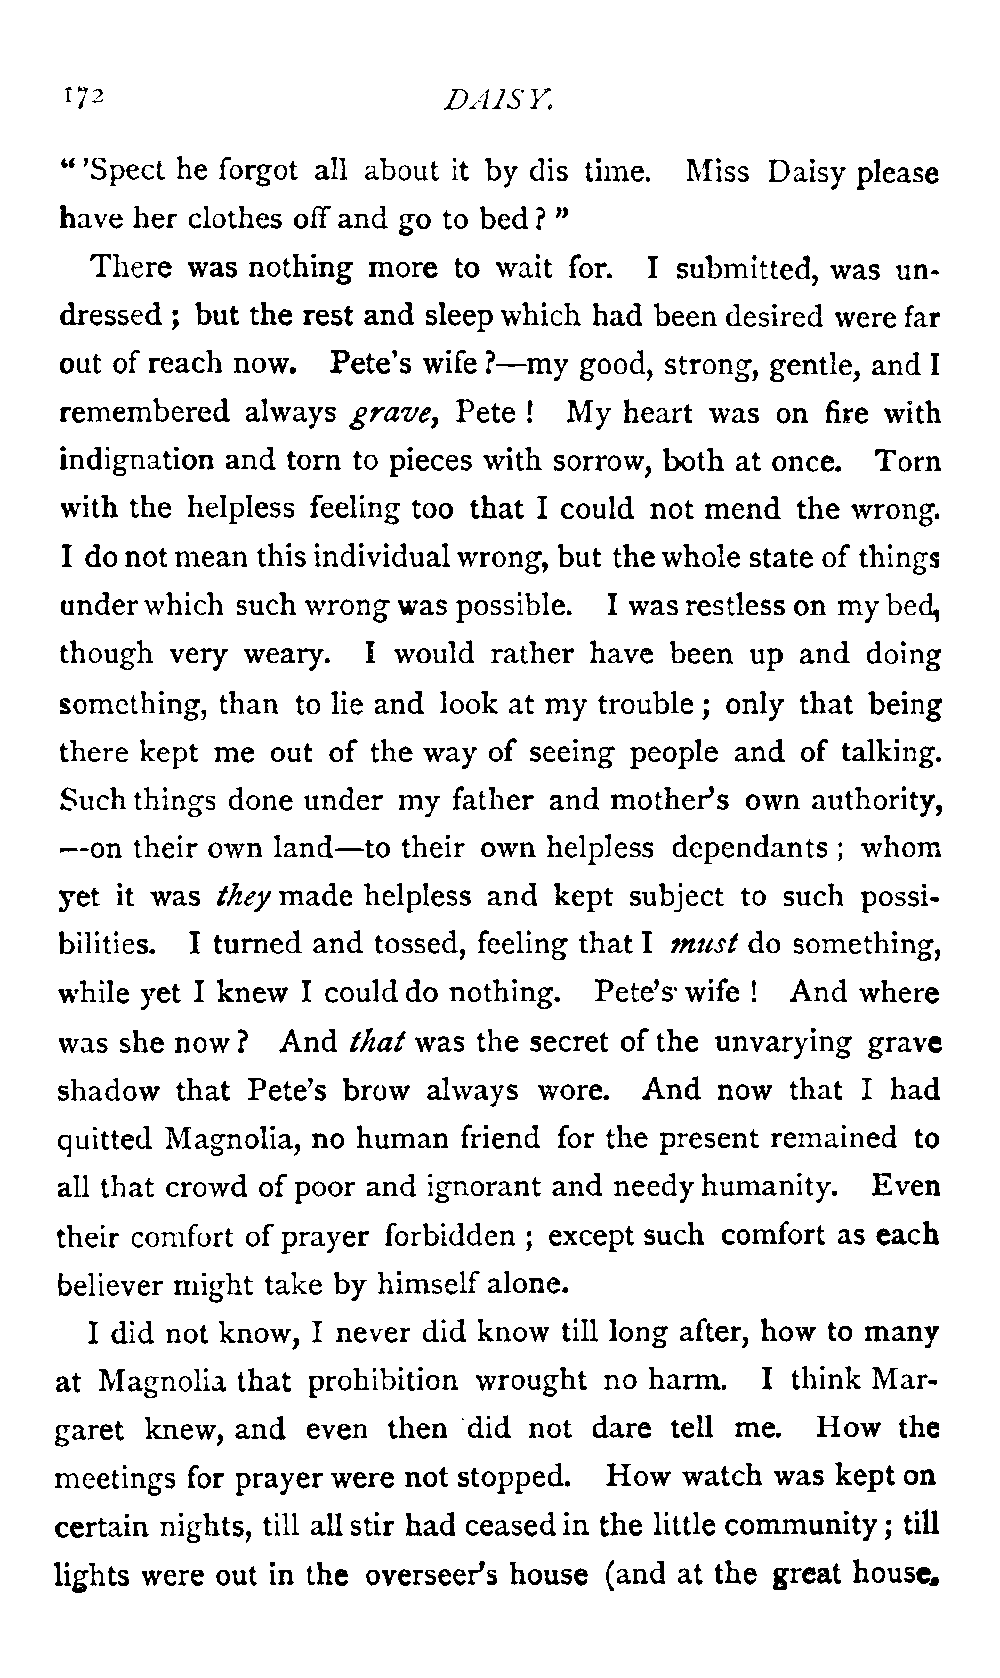 172 DAISY.
" 'Spect he forgot all about it by dis time. Miss Daisy please
have her clothes off and go to bed ? "
There was nothing more to wait for. I submitted, was un-
dressed ; but the rest and sleep which had been desired were far
out of reach now. Pete's wife ?—my good, strong, gentle, and I
remembered always grave, Pete ! My heart was on fire with
indignation and torn to pieces with sorrow, both at once. Torn
with the helpless feeling too that I could not mend the wrong.
I do not mean this individual wrong, but the whole state of things
under which such wrong was possible. I was restless on my bed,
though very weary. I would rather have been up and doing
something, than to lie and look at my trouble ; only that being
there kept me out of the way of seeing people and of talking.
Such things done under my father and mother's own authority,
—on their own land—to their own helpless dependants ; whom
yet it was they made helpless and kept subject to such possi-
bilities. I turned and tossed, feeling that I must do something,
while yet I knew I could do nothing. Pete's wife ! And where
was she now ? And that was the secret of the unvarying grave
shadow that Pete's brow always wore. And now that I had
quitted Magnolia, no human friend for the present remained to
all that crowd of poor and ignorant and needy humanity. Even
their comfort of prayer forbidden ; except such comfort as each
believer might take by himself alone.
I did not know, I never did know till long after, how to many
at Magnolia that prohibition wrought no harm. I think Mar-
garet knew, and even then did not dare tell me. How the
meetings for prayer were not stopped. How watch was kept on
certain nights, till all stir had ceased in the little community ; till
lights were out in the overseer's house (and at the great house,